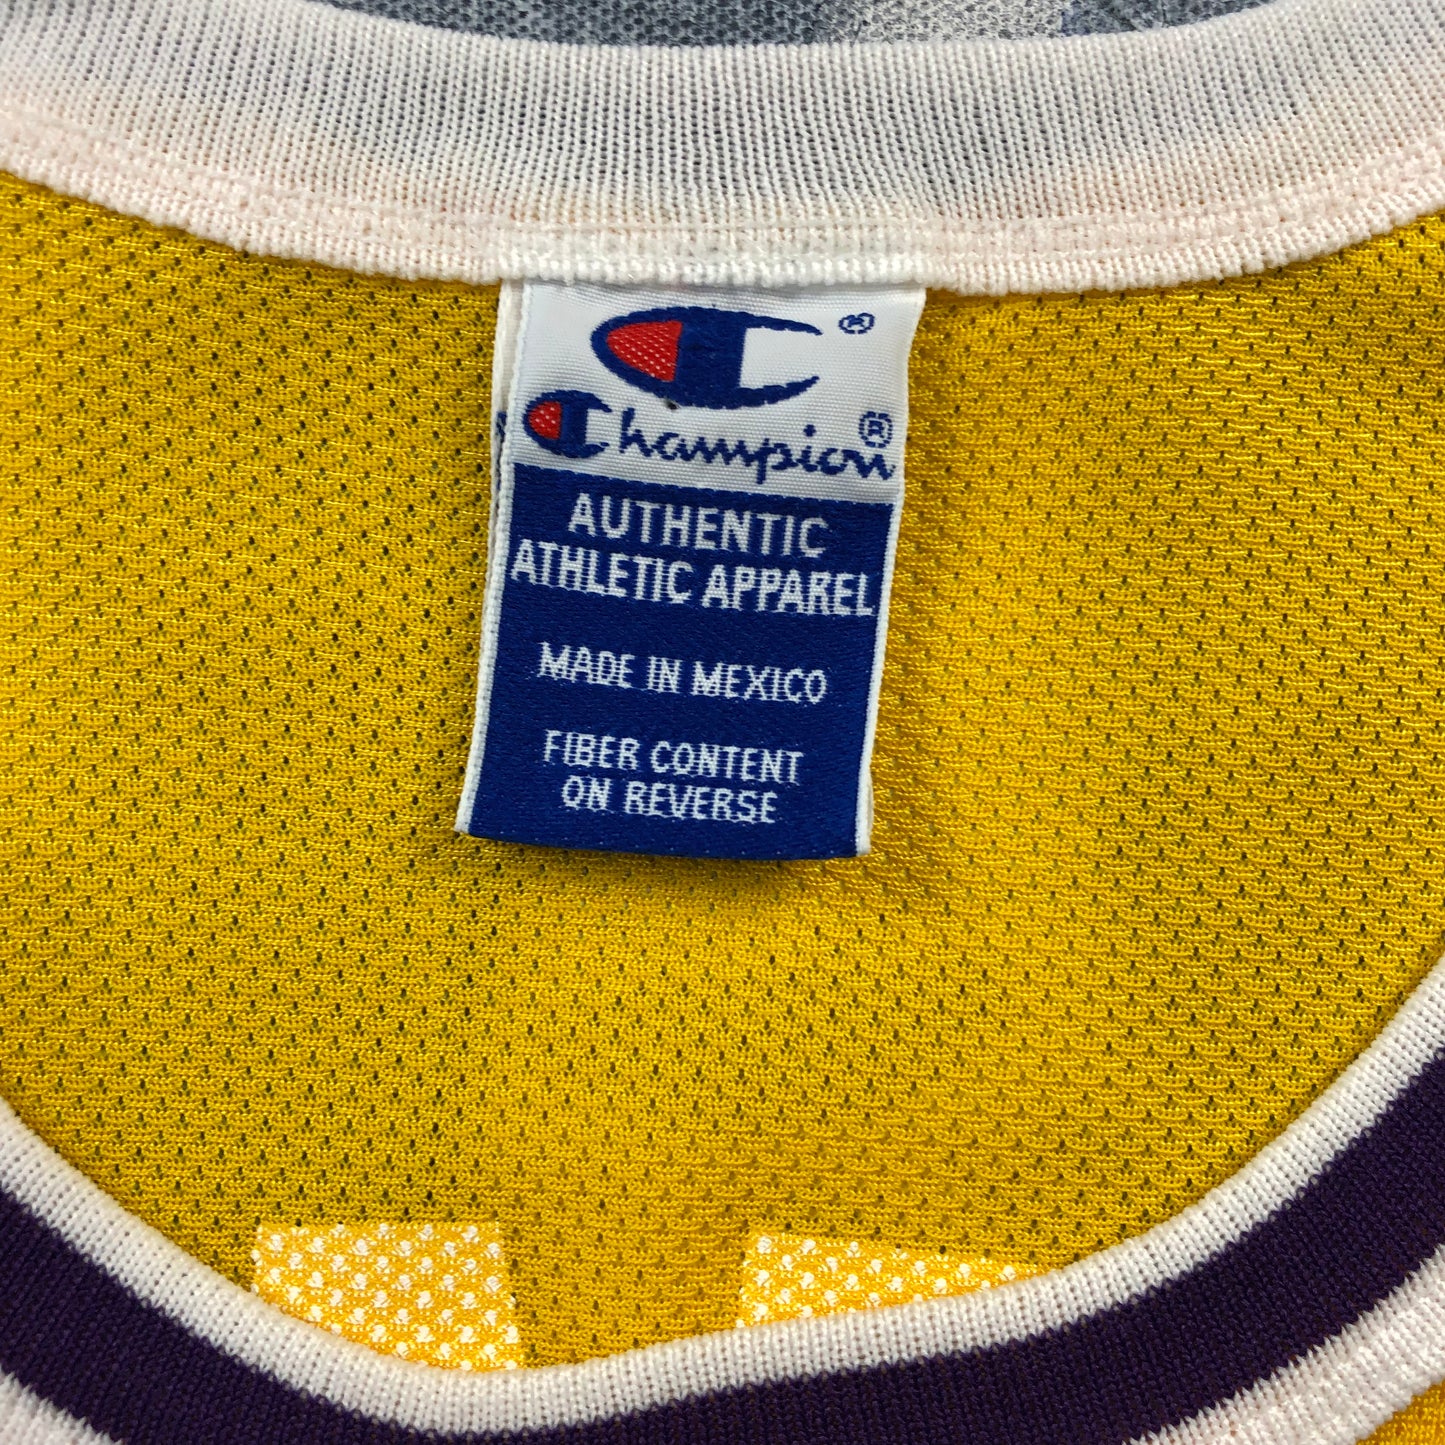 ®
Champion®
AUTHENTIC
ATHLETIC APPAREL
MADE IN MEXICO
FIBER CONTENT
ON REVERSE